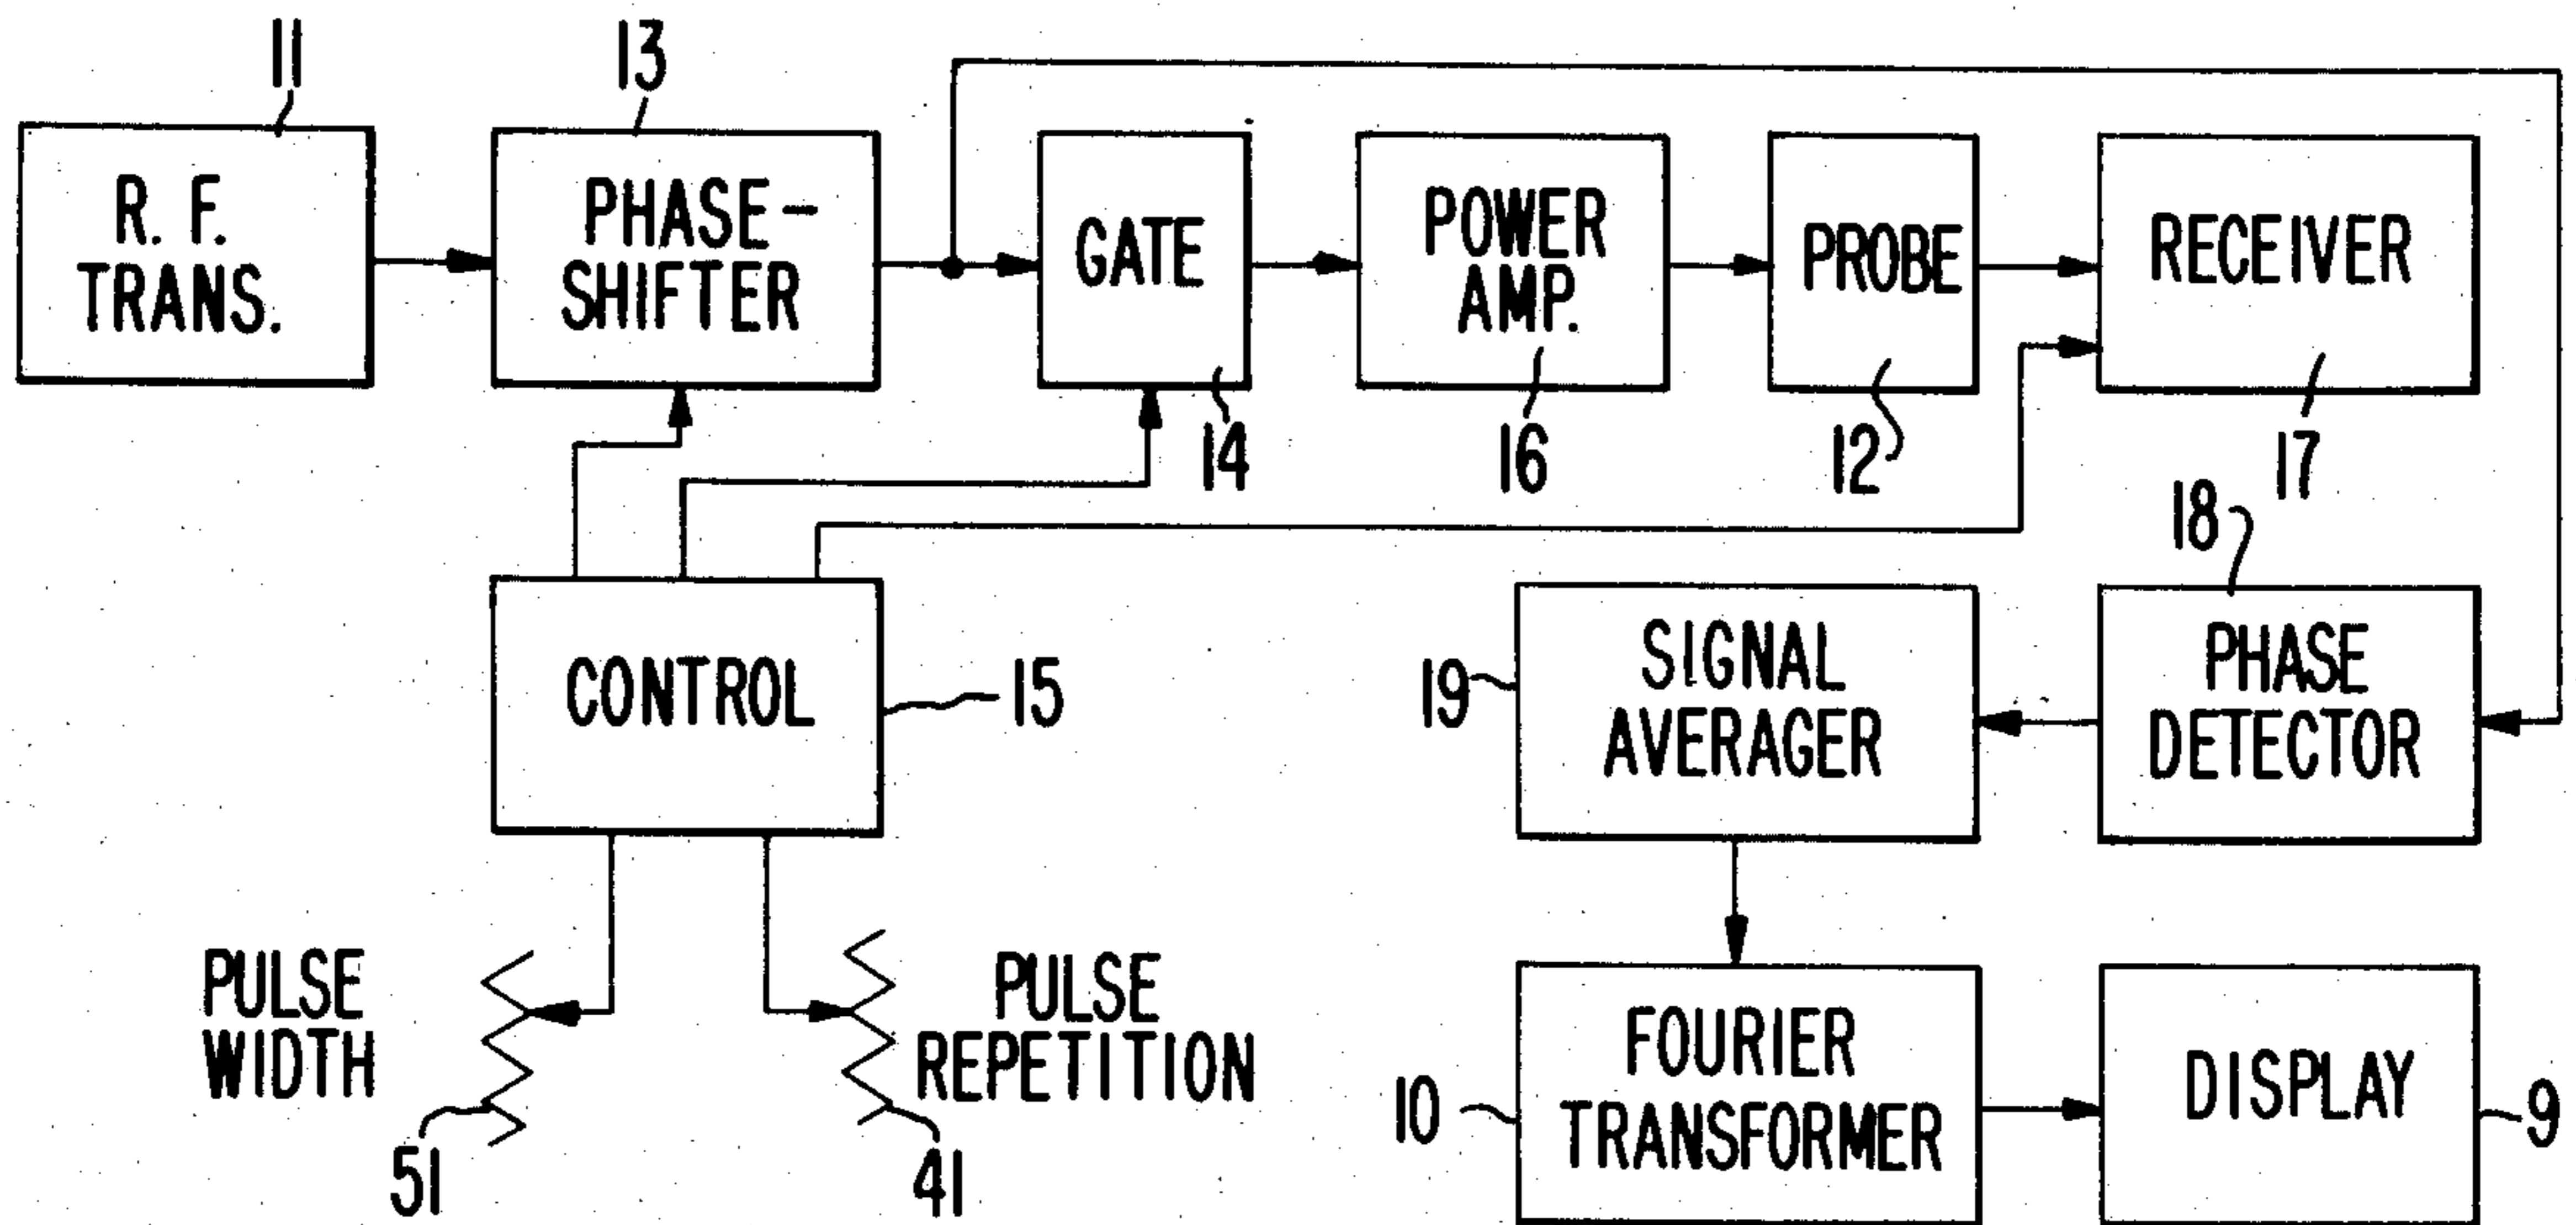 11
13
R. F.
TRANS.
PHASE-
SHIFTER
GATE
POWER
AMP.
PROBE
RECEIVER
14
16
12
17
18
CONTROL
15
19
SIGNAL
AVERAGER
PHASE
DETECTOR
PULSE
WIDTH
PULSE
REPETITION
51
41
10
FOURIER
TRANSFORMER
DISPLAY
9